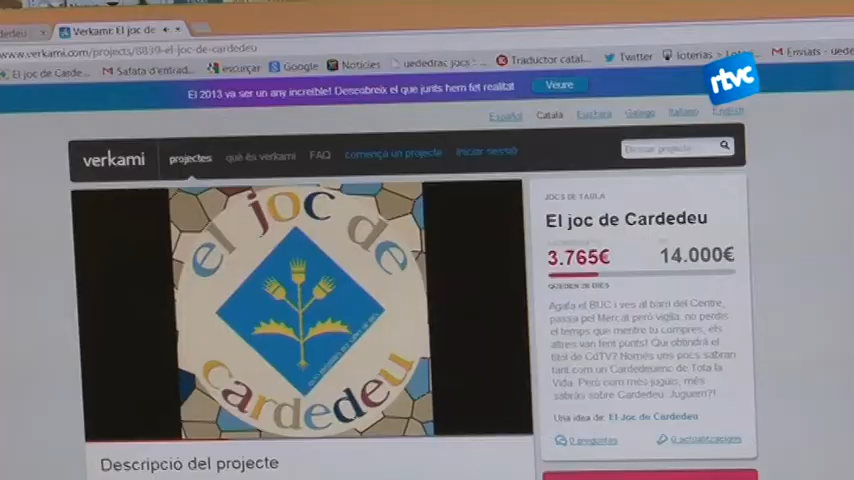 Verkami: El joc de
www.verkami.com/projects/8839-el-joc-de-cardedeu
El joc de Carde...
Safata d'entrad...
escurçar
Google
Notícies
uededrac jocs
Traductor catal...
Twitter
loterías
Enviats - uede
rtvc
El 2013 va ser un any increïble! Descobreix el que junts hem fet realitat
Veure
Español
Català
Euskara
Galego
Italiano
English
verkami
projectes
què és verkami
FAQ
comença un projecte
iniciar sessió
Buscar projecte
el joc de
cardedeu
JOCS DE TAULA
El joc de Cardedeu
3.765€
14.000€
QUEDEN 28 DIES
Agafa el BUC i ves al barri del Centre,
passa pel Mercat però vigila, no perdis
el temps que mentre tu compres, els
altres van fent punts! Qui obtindrà el
títol de CdTV? Només uns pocs sabran
tant com un Cardedeuenc de Tota la
Vida. Però com més juguis, més
sabràs sobre Cardedeu. Juguem?!
Una idea de: El Joc de Cardedeu
0 preguntes
0 actualitzacions
Descripció del projecte